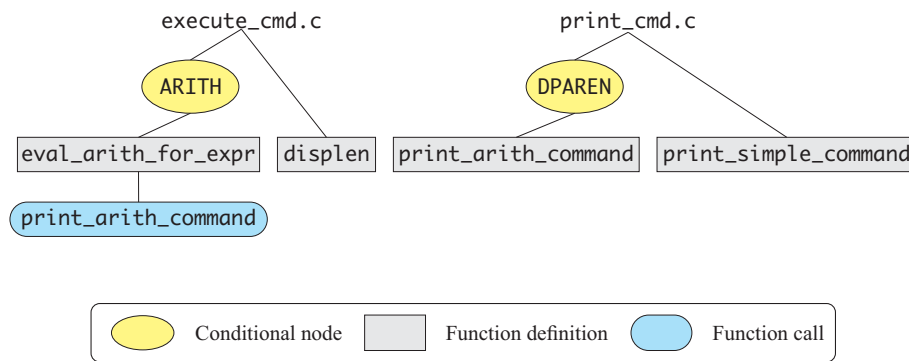 execute_cmd.c print_cmd.c
ARITH DPAREN
eval_arith_for_expr displen print_arith_command print_simple_command
print_arith_command
Conditional node Function definition Function call